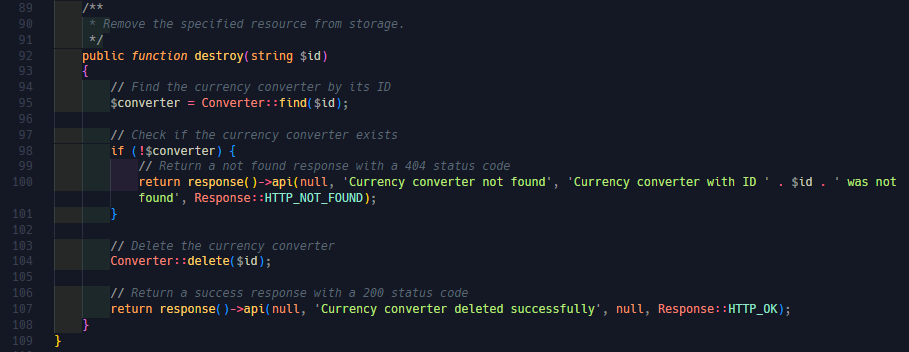 89 /**
90 * Remove the specified resource from storage.
91 */
92 public function destroy(string $id)
93 {
94 // Find the currency converter by its ID
95 $converter = Converter::find($id);
96
97 // Check if the currency converter exists
98 if (!$converter) {
99 // Return a not found response with a 404 status code
100 return response()->api(null, 'Currency converter not found', 'Currency converter with ID ' . $id . ' was not
found', Response::HTTP_NOT_FOUND);
101 }
102
103 // Delete the currency converter
104 Converter::delete($id);
105
106 // Return a success response with a 200 status code
107 return response()->api(null, 'Currency converter deleted successfully', null, Response::HTTP_OK);
108 }
109 }